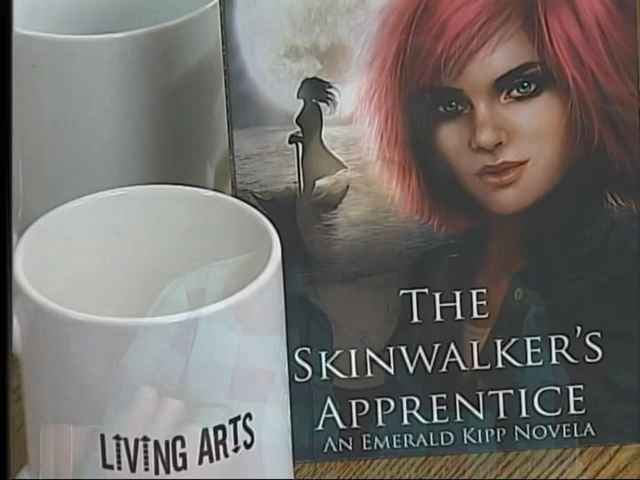 THE
SKINWALKER'S
APPRENTICE
AN EMERALD KIPP NOVELA
LIVING ARTS